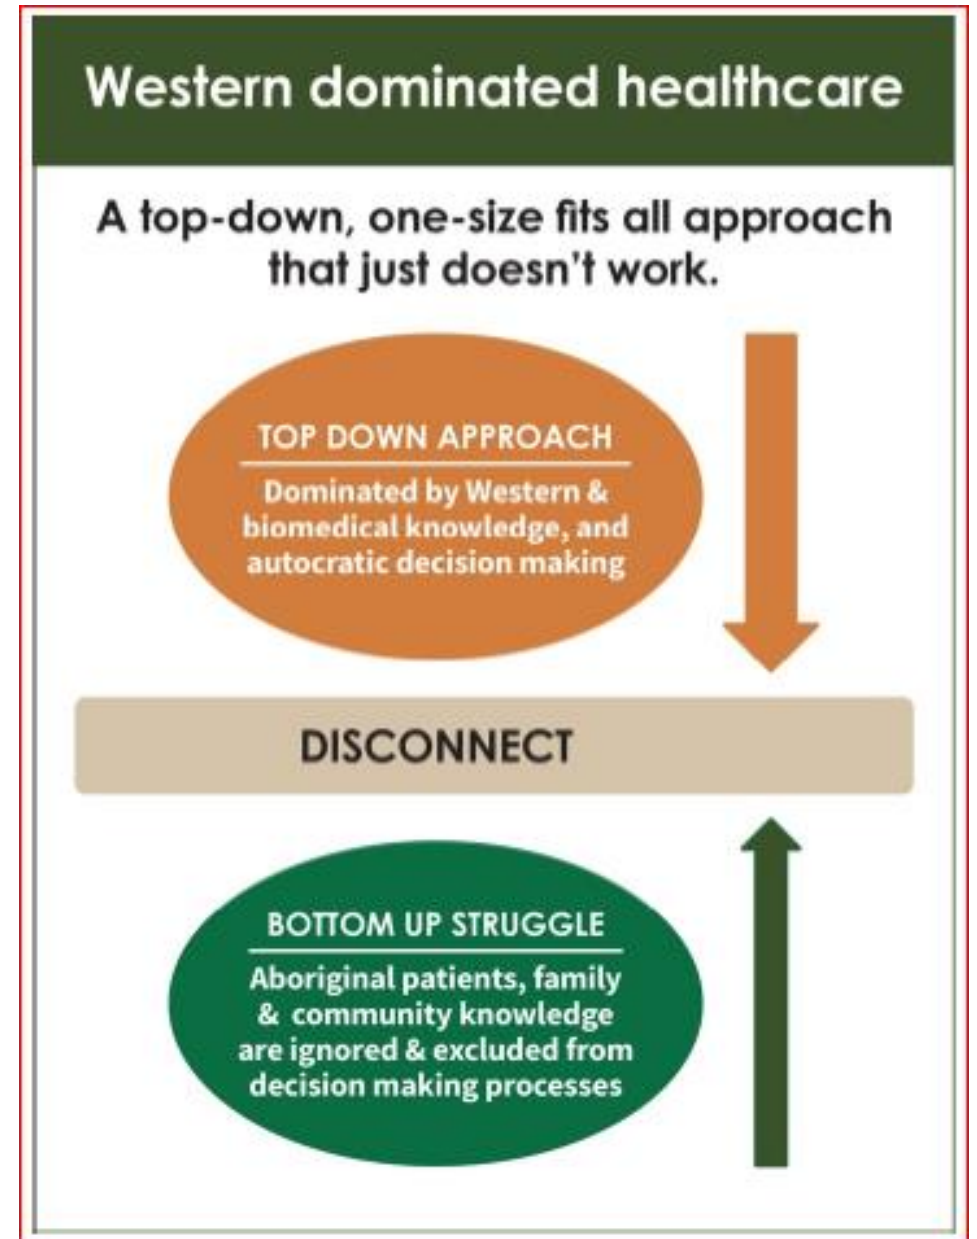 Western dominated healthcare
A top-down, one-size fits all approach
that just doesn't work.
TOP DOWN APPROACH
Dominated by Western &
biomedical knowledge, and
autocratic decision making
DISCONNECT
BOTTOM UP STRUGGLE
Aboriginal patients, family
& community knowledge
are ignored & excluded from
decision making processes